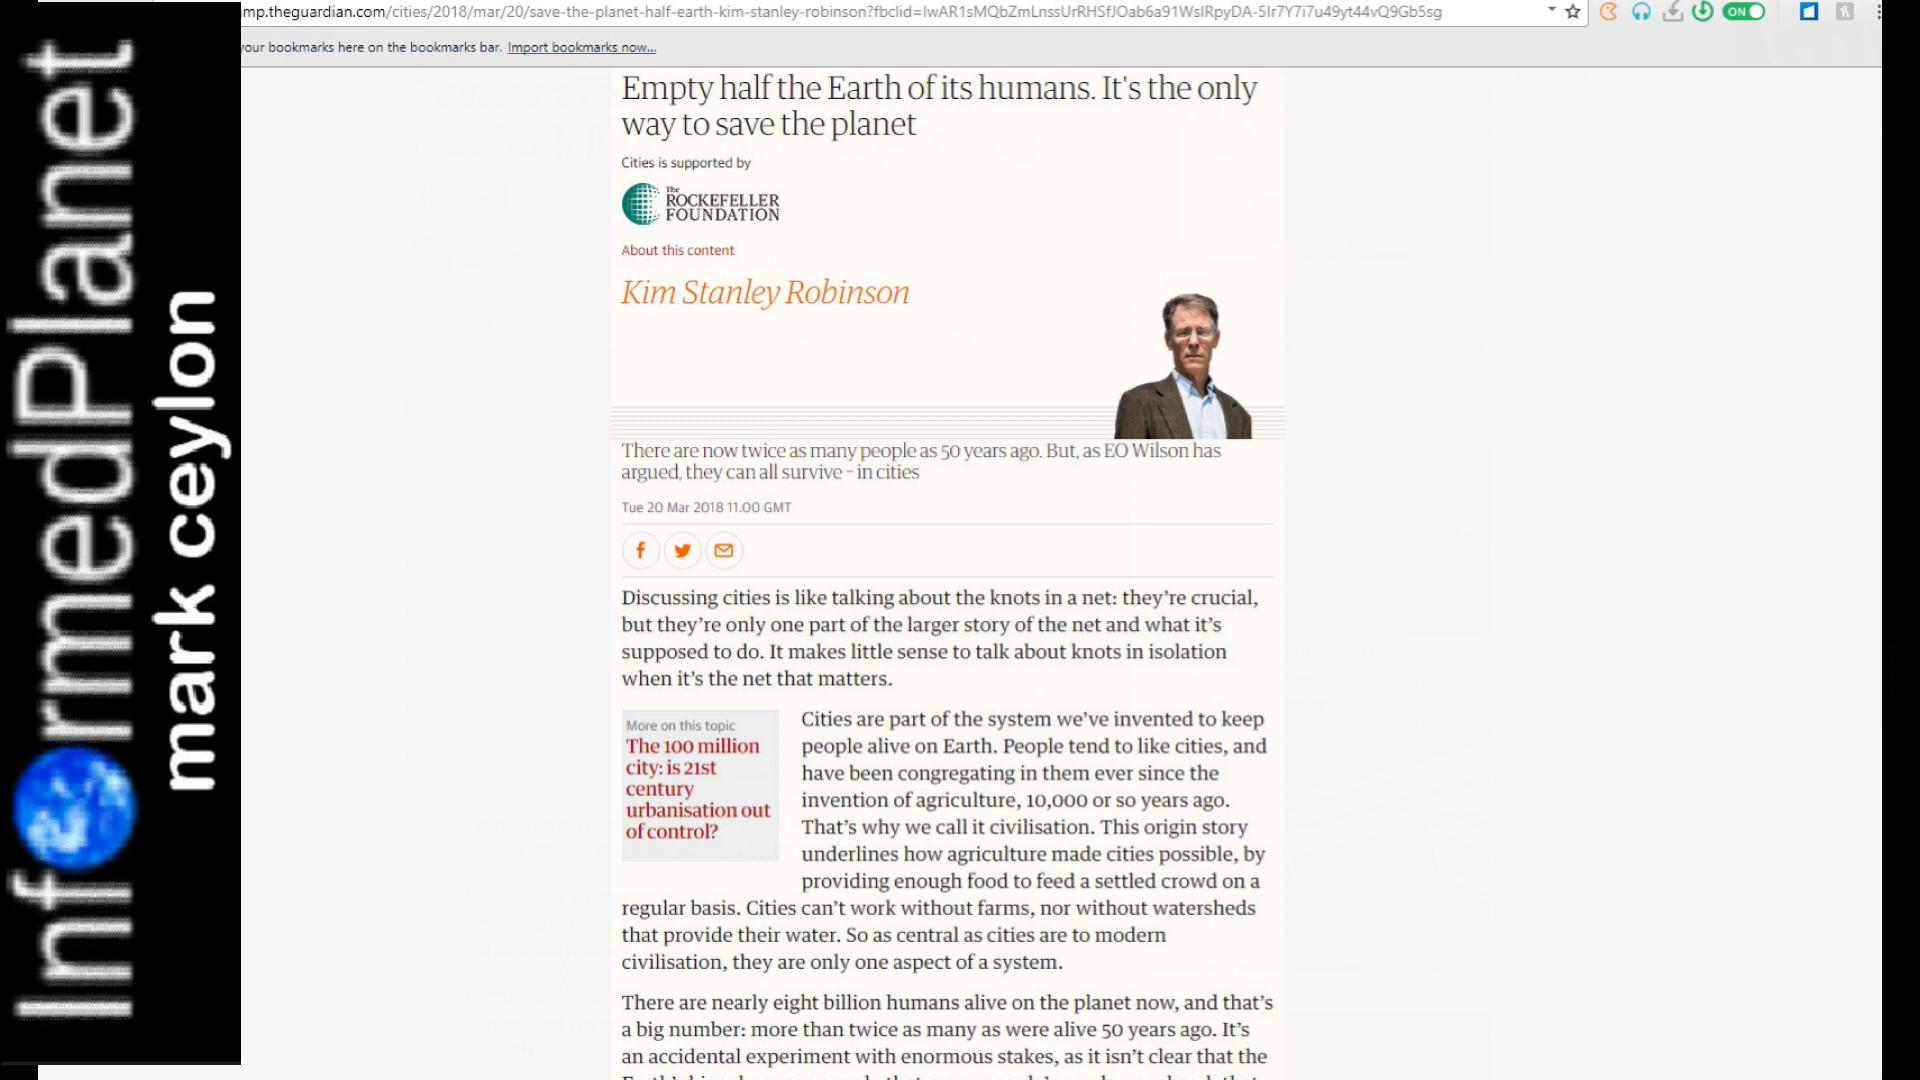 mp.theguardian.com/cities/2018/mar/20/save-the-planet-half-earth-kim-stanley-robinson?fbclid=IwAR1sMQbZmLnssUrRHSfJOab6a91WsIRpyDA-5Ir7Y7i7u49yt44vQ9Gb5sg
ON
your bookmarks here on the bookmarks bar. Import bookmarks now...
InformedPlanet
mark ceylon
Empty half the Earth of its humans. It's the only
way to save the planet
Cities is supported by
The
ROCKEFELLER
FOUNDATION
About this content
Kim Stanley Robinson
There are now twice as many people as 50 years ago. But, as EO Wilson has
argued, they can all survive – in cities
Tue 20 Mar 2018 11.00 GMT
Discussing cities is like talking about the knots in a net: they’re crucial,
but they’re only one part of the larger story of the net and what it’s
supposed to do. It makes little sense to talk about knots in isolation
when it’s the net that matters.
More on this topic
The 100 million
city: is 21st
century
urbanisation out
of control?
Cities are part of the system we’ve invented to keep
people alive on Earth. People tend to like cities, and
have been congregating in them ever since the
invention of agriculture, 10,000 or so years ago.
That’s why we call it civilisation. This origin story
underlines how agriculture made cities possible, by
providing enough food to feed a settled crowd on a
regular basis. Cities can’t work without farms, nor without watersheds
that provide their water. So as central as cities are to modern
civilisation, they are only one aspect of a system.
There are nearly eight billion humans alive on the planet now, and that’s
a big number: more than twice as many as were alive 50 years ago. It’s
an accidental experiment with enormous stakes, as it isn’t clear that the